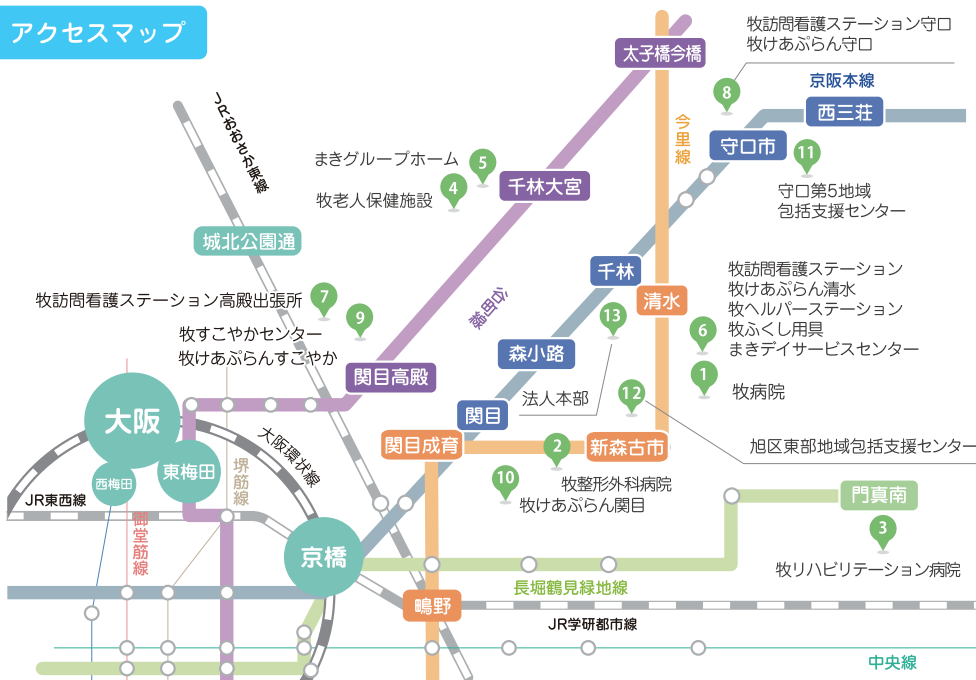 アクセスマップ
牧訪問看護ステーション守口
牧けあぷらん守口
太子橋今橋
京阪本線
8
西三荘
JRおおさか東線
今里線
守口市
11
まきグループホーム
5
千林大宮
4
牧老人保健施設
守口第5地域
包括支援センター
城北公園通
千林
牧訪問看護ステーション
牧けあぷらん清水
牧ヘルパーステーション
牧ふくし用具
まきデイサービスセンター
清水
7
牧訪問看護ステーション高殿出張所
谷町線
9
13
6
牧すこやかセンター
牧けあぷらんすこやか
森小路
関目高殿
1
牧病院
法人本部
12
大阪
関目
大阪環状線
関目成育
2
新森古市
旭区東部地域包括支援センター
東梅田
西梅田
堺筋線
10
牧整形外科病院
牧けあぷらん関目
JR東西線
門真南
御堂筋線
3
京橋
牧リハビリテーション病院
長堀鶴見緑地線
鴫野
JR学研都市線
中央線